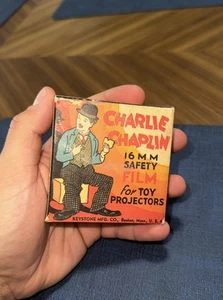 CHARLIE
CHAPLIN
16 MM
SAFETY
FILM
for TOY
PROJECTORS
KEYSTONE MFG. CO., Boston, Mass., U. S. A.